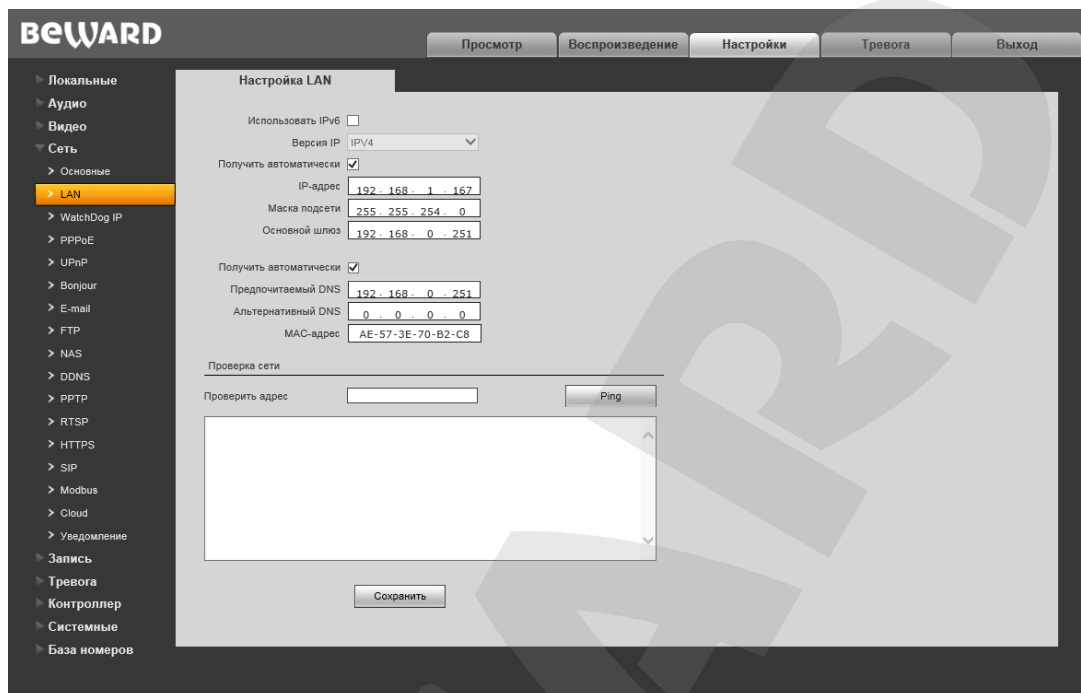 BEWARD
Просмотр
Воспроизведение
Настройки
Тревога
Выход
Локальные
Аудио
Видео
Сеть
Основные
LAN
WatchDog IP
PPPoE
UPnP
Bonjour
E-mail
FTP
NAS
DDNS
PPTP
RTSP
HTTPS
SIP
Modbus
Cloud
Уведомление
Запись
Тревога
Контроллер
Системные
База номеров
Настройка LAN
Использовать IPv6
Версия IP IPV4
Получить автоматически
IP-адрес 192 . 168 . 1 . 167
Маска подсети 255 . 255 . 254 . 0
Основной шлюз 192 . 168 . 0 . 251
Получить автоматически
Предпочитаемый DNS 192 . 168 . 0 . 251
Альтернативный DNS 0 . 0 . 0 . 0
MAC-адрес AE-57-3E-70-B2-C8
Проверка сети
Проверить адрес Ping
Сохранить